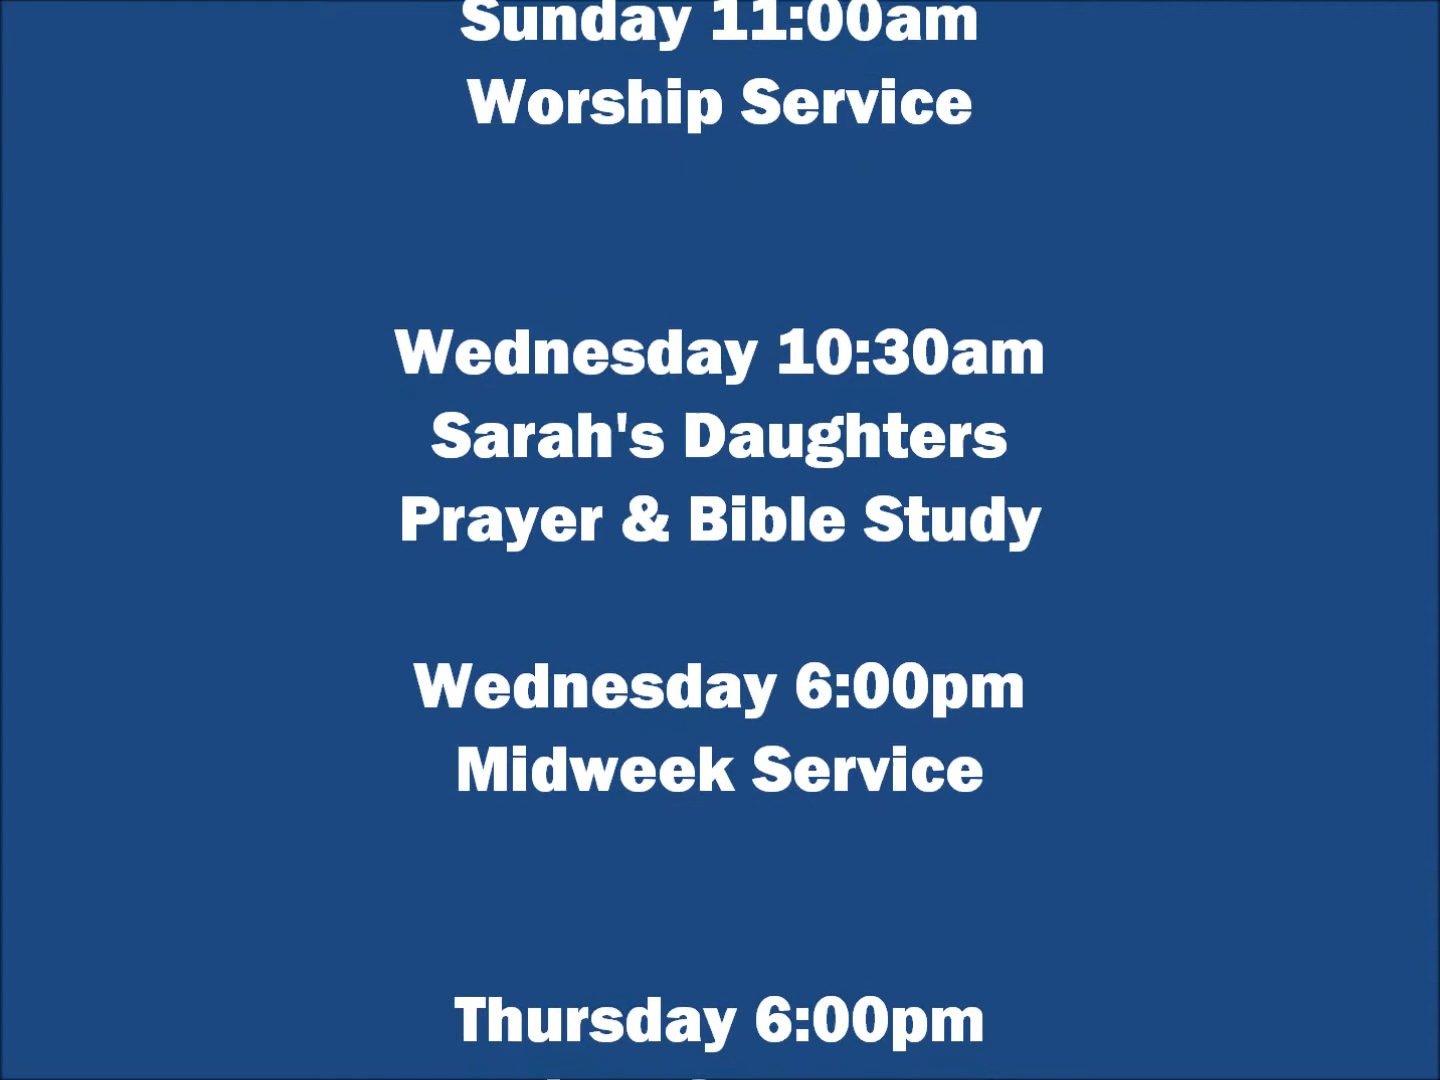 Sunday 11:00am
Worship Service
Wednesday 10:30am
Sarah's Daughters
Prayer & Bible Study
Wednesday 6:00pm
Midweek Service
Thursday 6:00pm